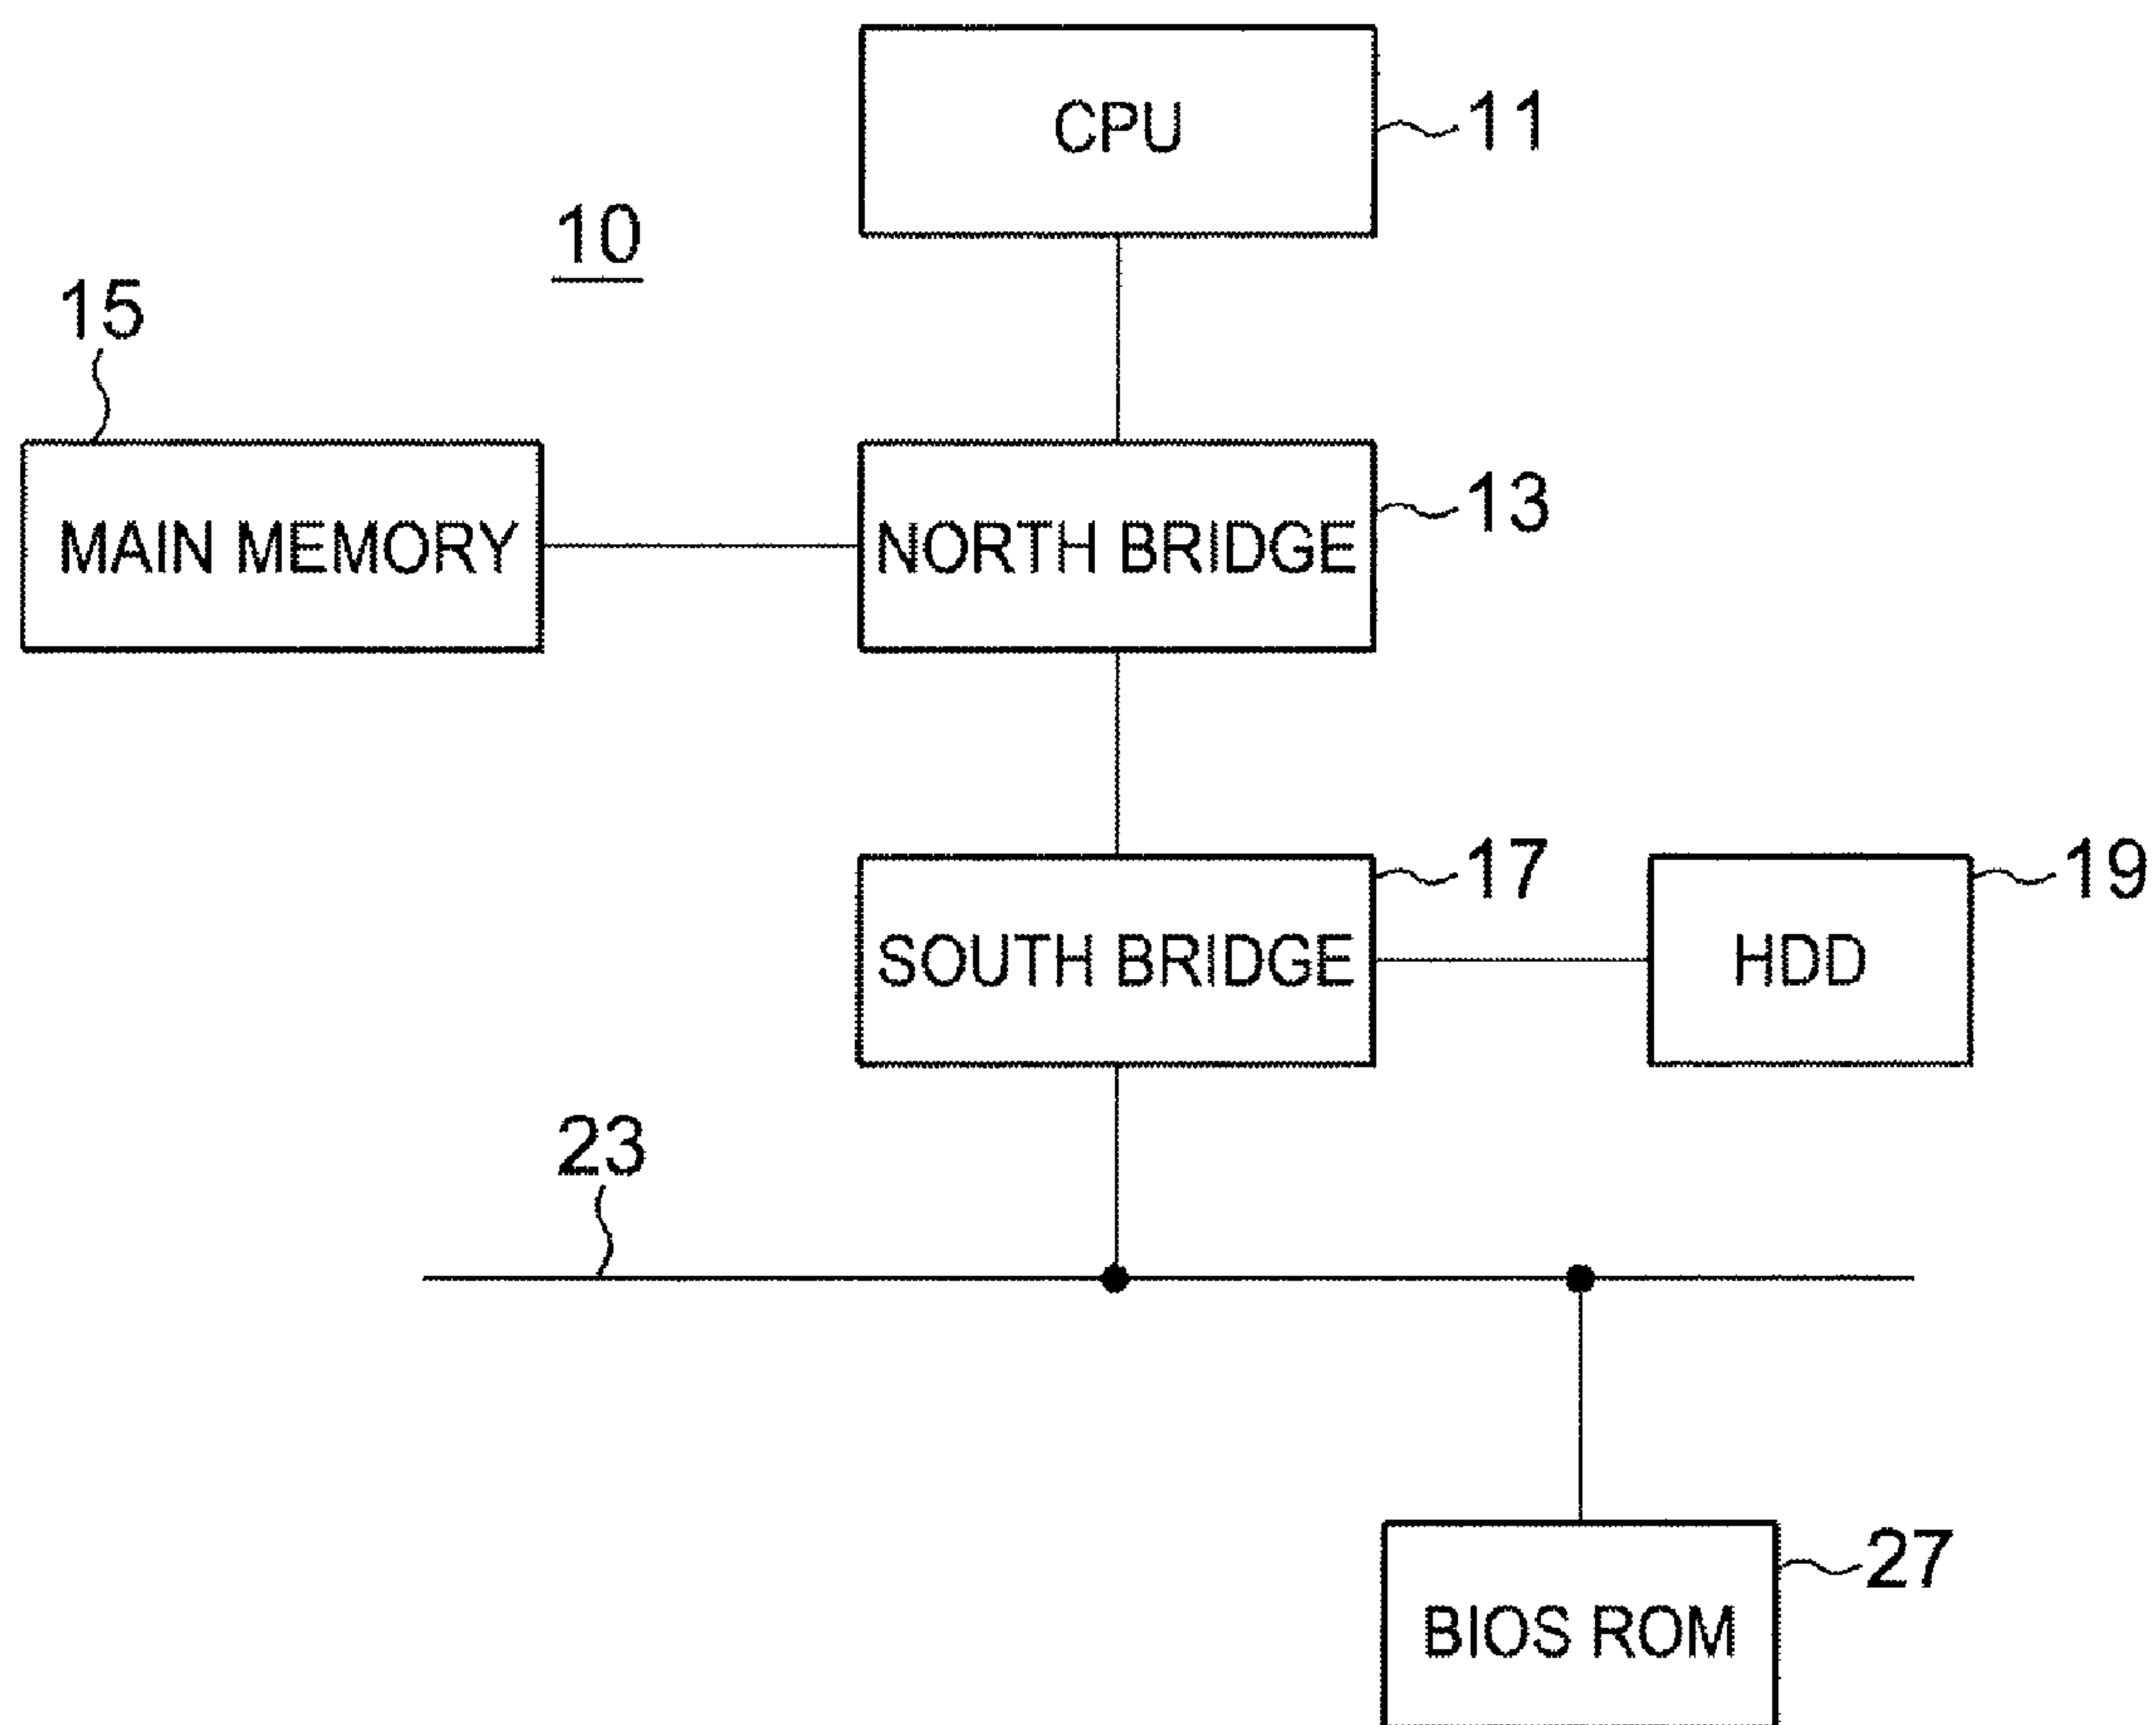 CPU
11
10
15
MAIN MEMORY
NORTH BRIDGE
13
SOUTH BRIDGE
17
HDD
19
23
BIOS ROM
27